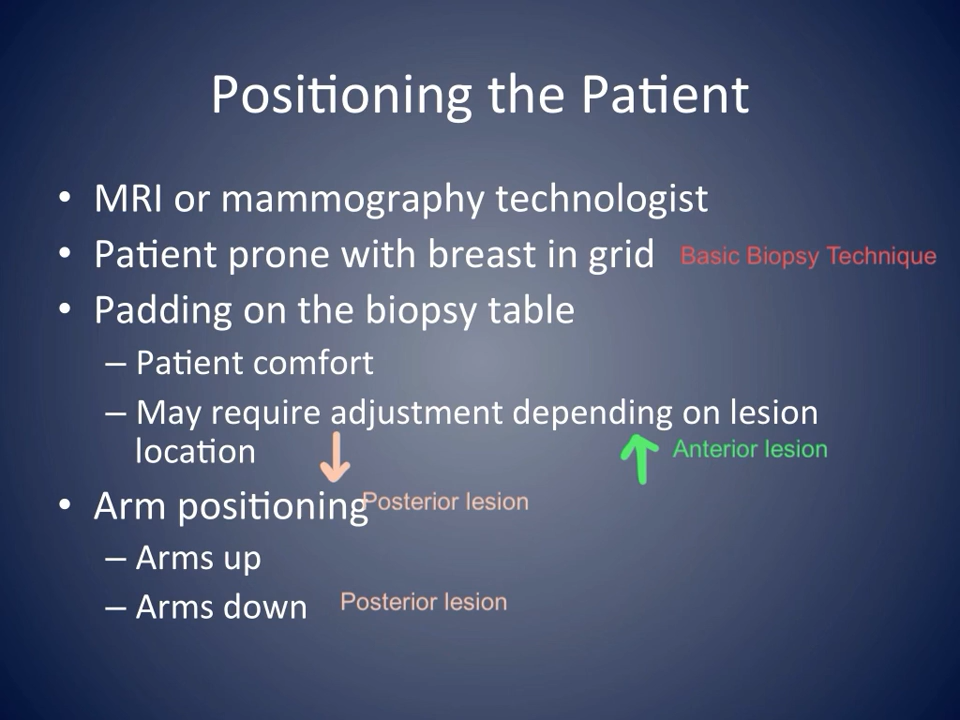 Positioning the Patient
• MRI or mammography technologist
• Patient prone with breast in grid Basic Biopsy Technique
• Padding on the biopsy table
– Patient comfort
– May require adjustment depending on lesion
location
Anterior lesion
• Arm positioning Posterior lesion
– Arms up
– Arms down Posterior lesion